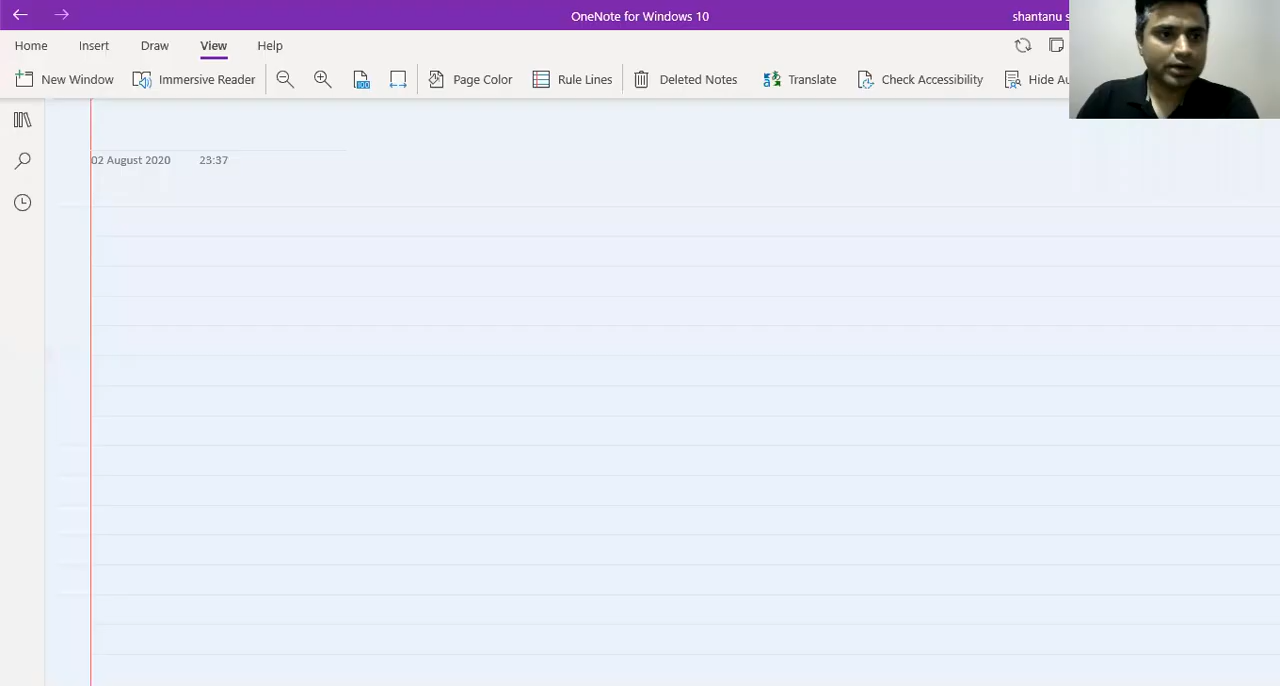 OneNote for Windows 10
shantanu s
Home Insert Draw View Help
New Window Immersive Reader 100 Page Color Rule Lines Deleted Notes Translate Check Accessibility Hide Au
02 August 2020 23:37